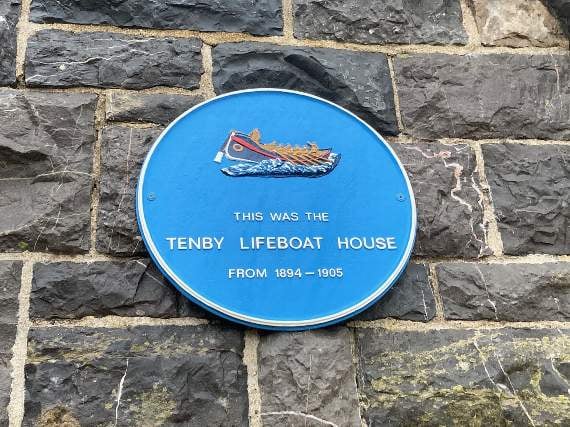 THIS WAS THE
TENBY LIFEBOAT HOUSE
FROM 1894 – 1905